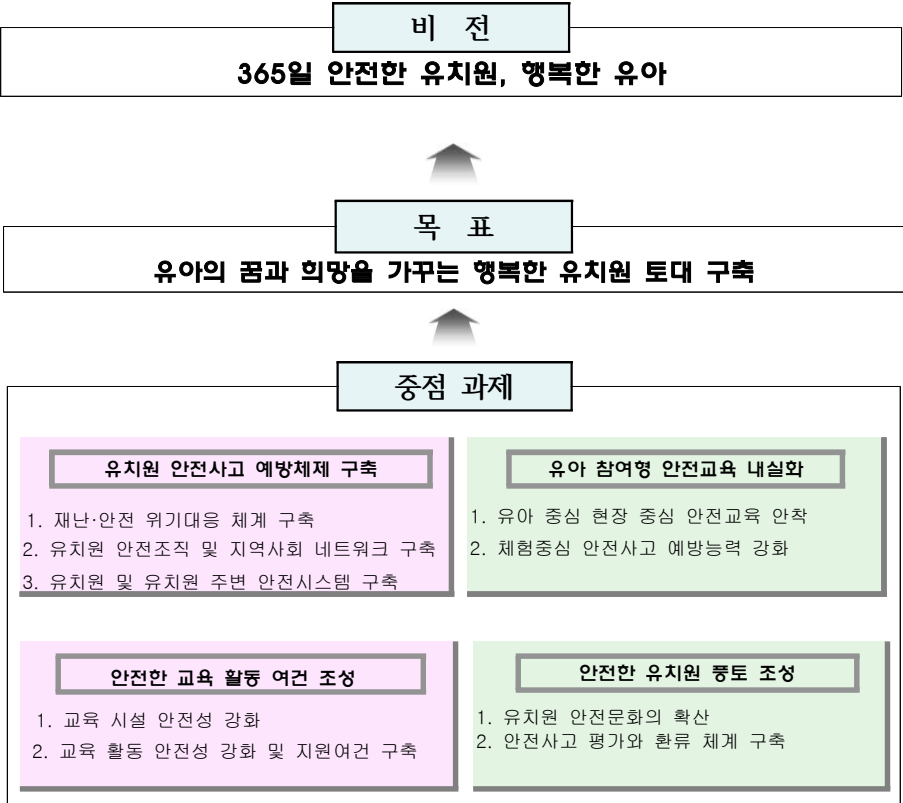 비 전
365일 안전한 유치원, 행복한 유아
목 표
유아의 꿈과 희망을 가꾸는 행복한 유치원 토대 구축
중점 과제
유치원 안전사고 예방체제 구축
1. 재난·안전 위기대응 체계 구축
2. 유치원 안전조직 및 지역사회 네트워크 구축
3. 유치원 및 유치원 주변 안전시스템 구축
유아 참여형 안전교육 내실화
1. 유아 중심 현장 중심 안전교육 안착
2. 체험중심 안전사고 예방능력 강화
안전한 교육 활동 여건 조성
1. 교육 시설 안전성 강화
2. 교육 활동 안전성 강화 및 지원여건 구축
안전한 유치원 풍토 조성
1. 유치원 안전문화의 확산
2. 안전사고 평가와 환류 체계 구축